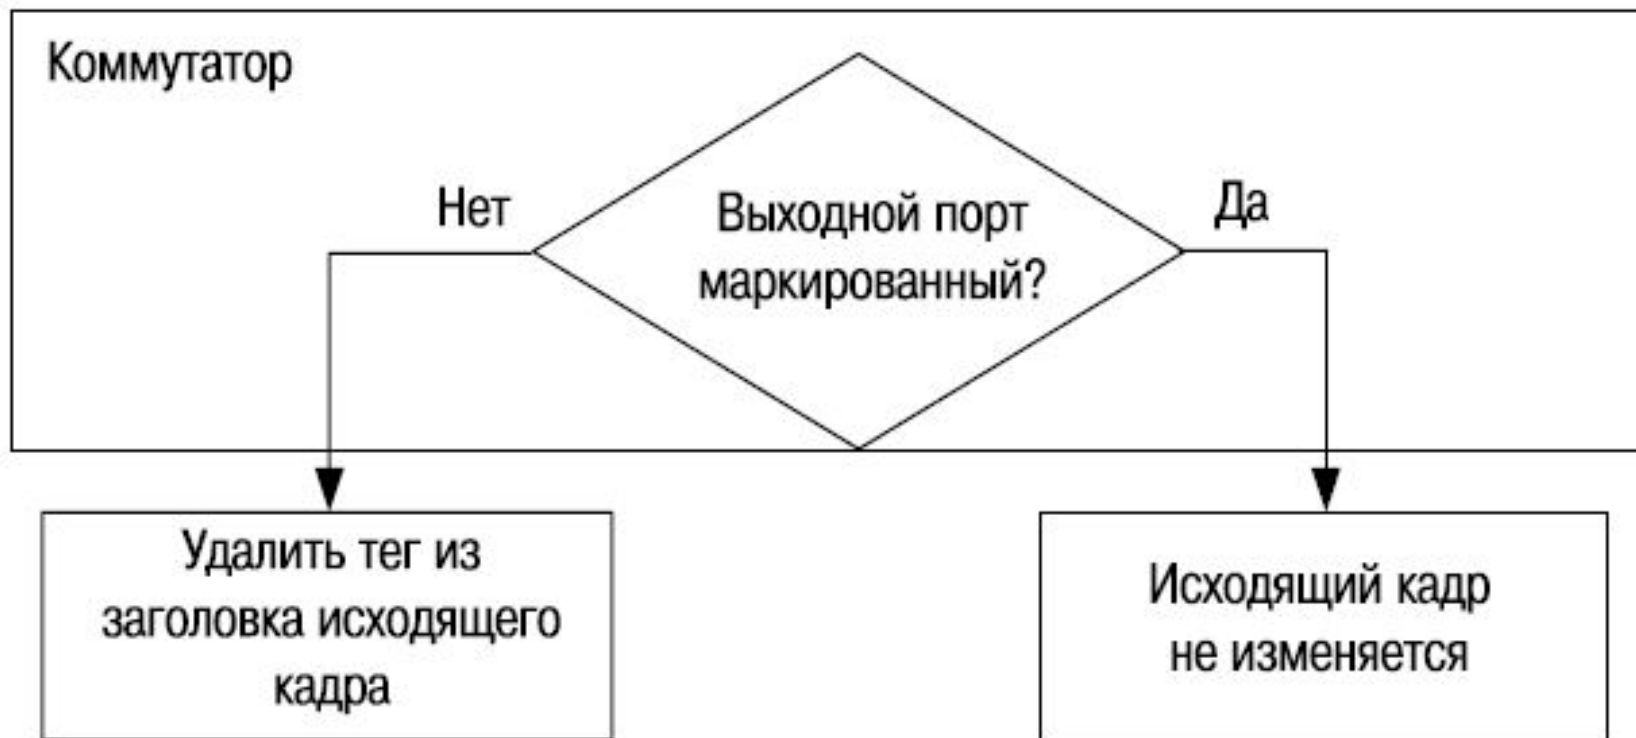 Коммутатор
Нет
Выходной порт
маркированный?
Да
Удалить тег из
заголовка исходящего
кадра
Исходящий кадр
не изменяется